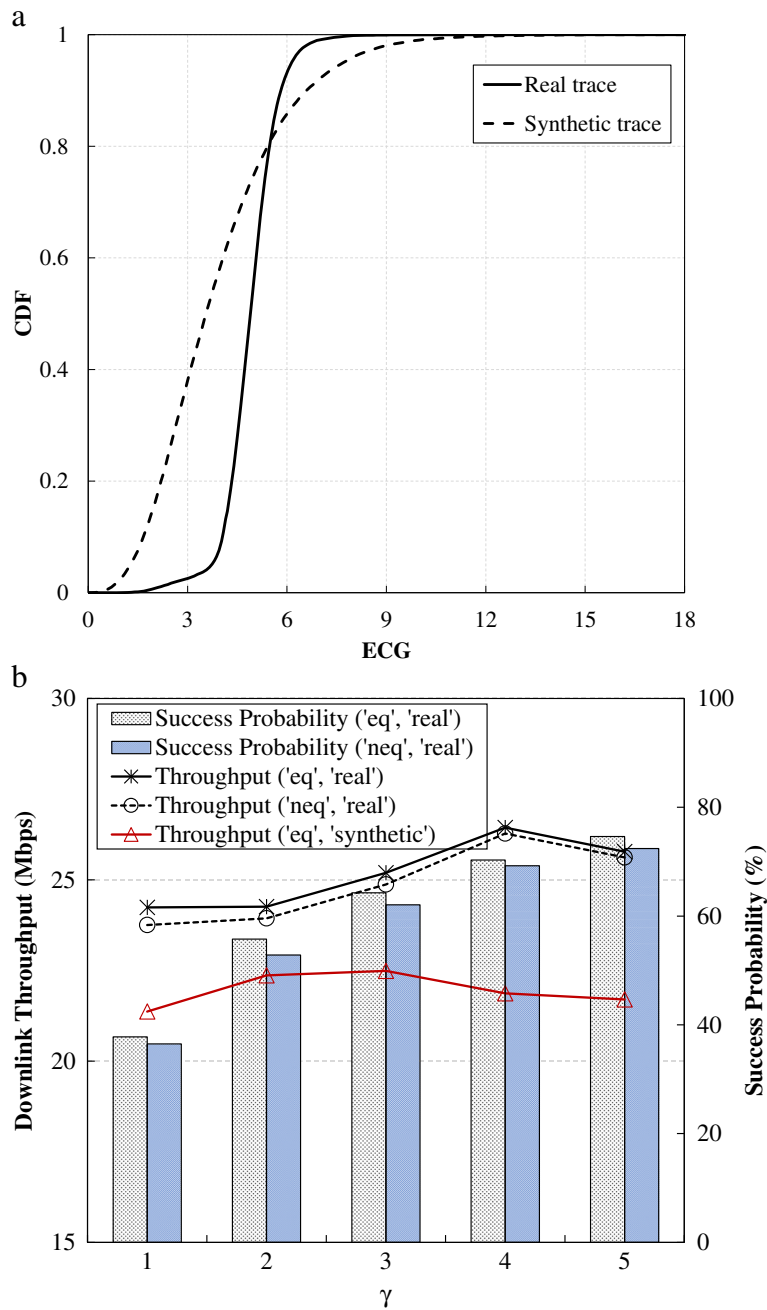 a
1
0.8
0.6
0.4
0.2
0
CDF
Real trace
Synthetic trace
0 3 6 9 12 15 18
ECG
b
30
25
20
15
Downlink Throughput (Mbps)
Success Probability ('eq', 'real')
Success Probability ('neq', 'real')
Throughput ('eq', 'real')
Throughput ('neq', 'real')
Throughput ('eq', 'synthetic')
100
80
60
40
20
0
Success Probability (%)
1 2 3 4 5
γ